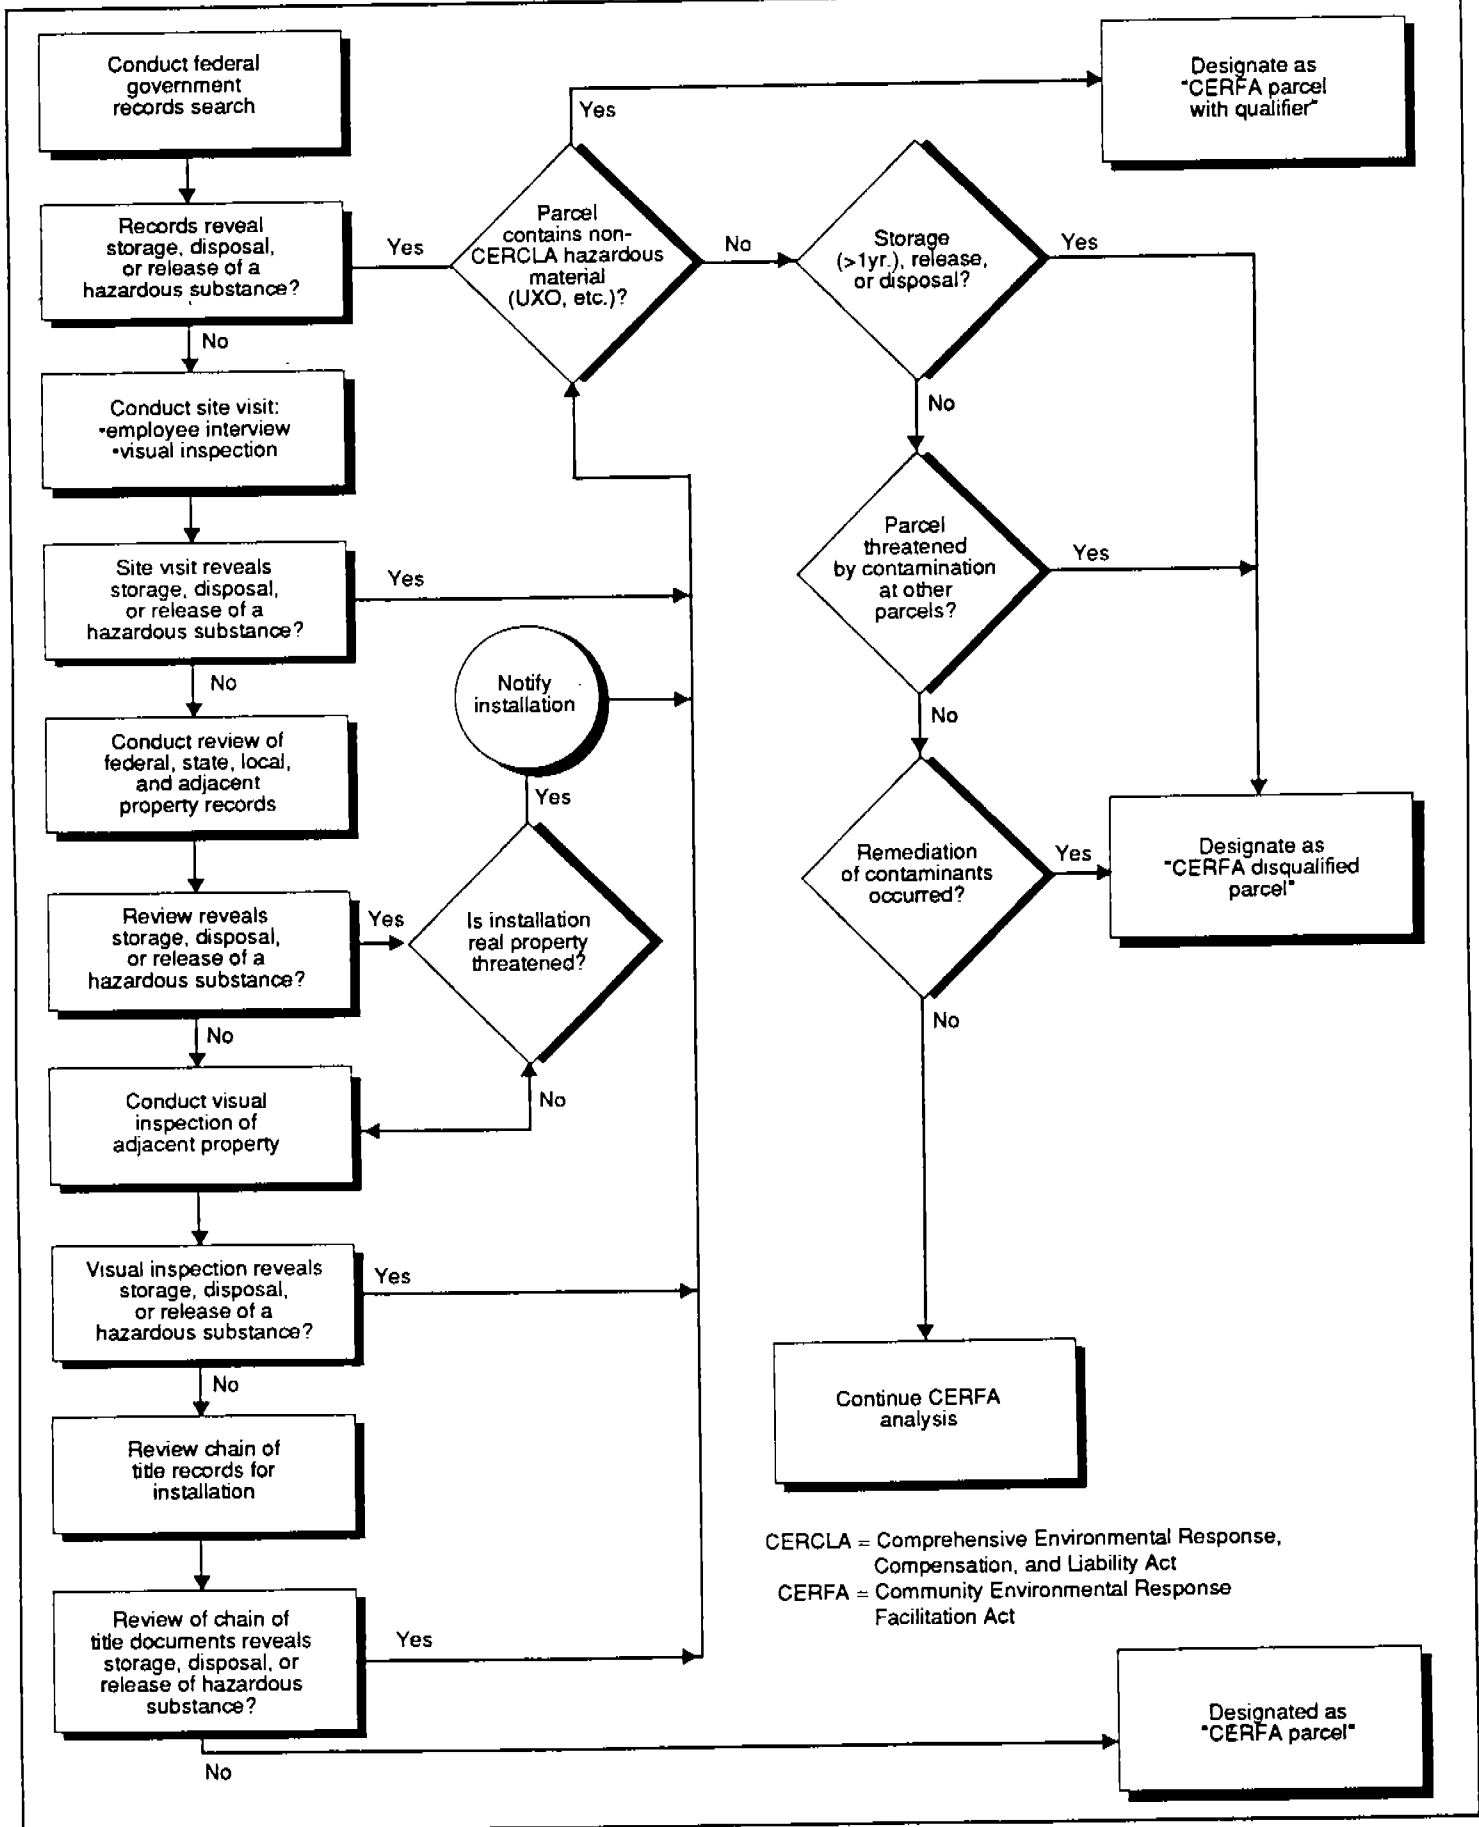 Conduct federal
government
records search
Records reveal
storage, disposal,
or release of a
hazardous substance?
Yes
No
Conduct site visit:
•employee interview
•visual inspection
Site visit reveals
storage, disposal,
or release of a
hazardous substance?
Yes
No
Conduct review of
federal, state, local,
and adjacent
property records
Review reveals
storage, disposal,
or release of a
hazardous substance?
Yes
No
Conduct visual
inspection of
adjacent property
Visual inspection reveals
storage, disposal,
or release of a
hazardous substance?
Yes
No
Review chain of
title records for
installation
Review of chain of
title documents reveals
storage, disposal, or
release of hazardous
substance?
Yes
No
Notify
installation
Yes
Is installation
real property
threatened?
No
Yes
Parcel
contains non-
CERCLA hazardous
material
(UXO, etc.)?
No
Storage
(>1yr.), release,
or disposal?
Yes
No
Parcel
threatened
by contamination
at other
parcels?
Yes
No
Remediation
of contaminants
occurred?
Yes
No
Continue CERFA
analysis
Designate as
"CERFA parcel
with qualifier"
Designate as
"CERFA disqualified
parcel"
CERCLA = Comprehensive Environmental Response,
Compensation, and Liability Act
CERFA = Community Environmental Response
Facilitation Act
Designated as
"CERFA parcel"